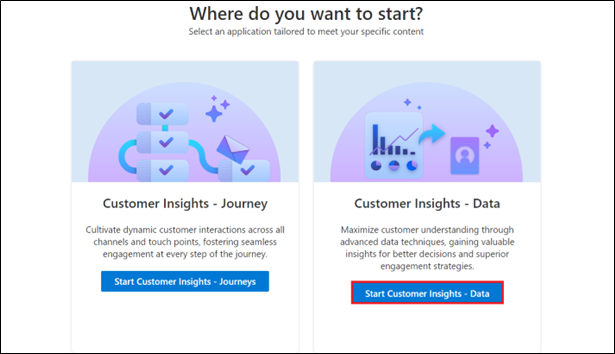 Where do you want to start?
Select an application tailored to meet your specific content
Customer Insights - Journey
Cultivate dynamic customer interactions across all
channels and touch points, fostering seamless
engagement at every step of the journey.
Start Customer Insights - Journeys
Customer Insights - Data
Maximize customer understanding through
advanced data techniques, gaining valuable
insights for better decisions and superior
engagement strategies.
Start Customer Insights - Data